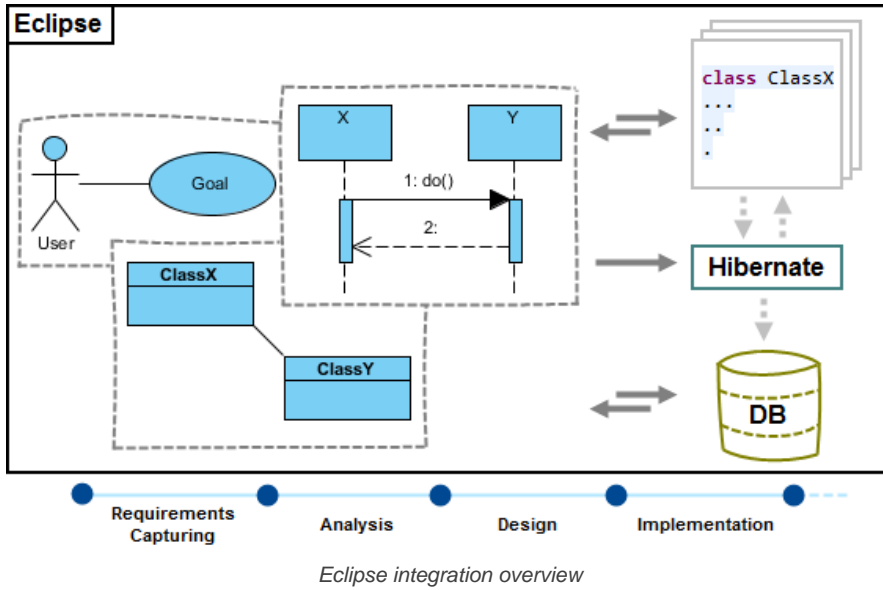 Eclipse
class ClassX
...
..
.
X
Y
Goal
1: do()
User
2:
ClassX
Hibernate
ClassY
DB
Requirements
Capturing
Analysis
Design
Implementation
Eclipse integration overview